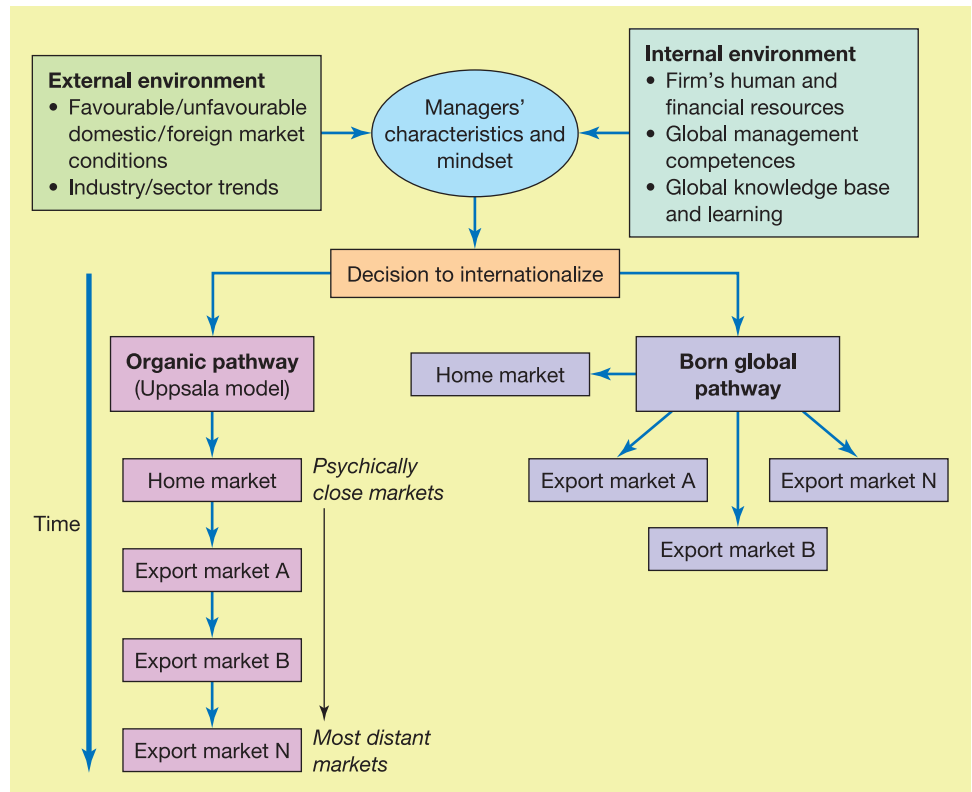 External environment
• Favourable/unfavourable
domestic/foreign market
conditions
• Industry/sector trends
Managers’
characteristics and
mindset
Internal environment
• Firm’s human and
financial resources
• Global management
competences
• Global knowledge base
and learning
Decision to internationalize
Time
Organic pathway
(Uppsala model)
Home market
Export market A
Export market B
Export market N
Psychically
close markets
Most distant
markets
Born global
pathway
Home market
Export market A
Export market B
Export market N